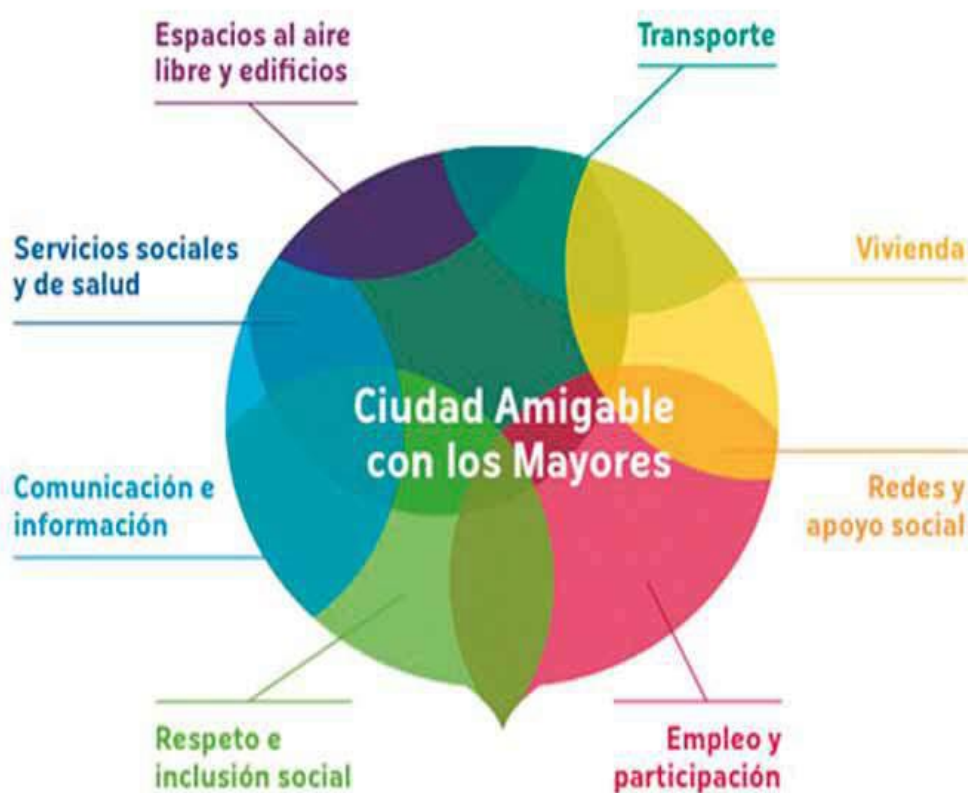 Espacios al aire
libre y edificios
Transporte
Servicios sociales
y de salud
Vivienda
Ciudad Amigable
con los Mayores
Comunicación e
información
Redes y
apoyo social
Respeto e
inclusión social
Empleo y
participación